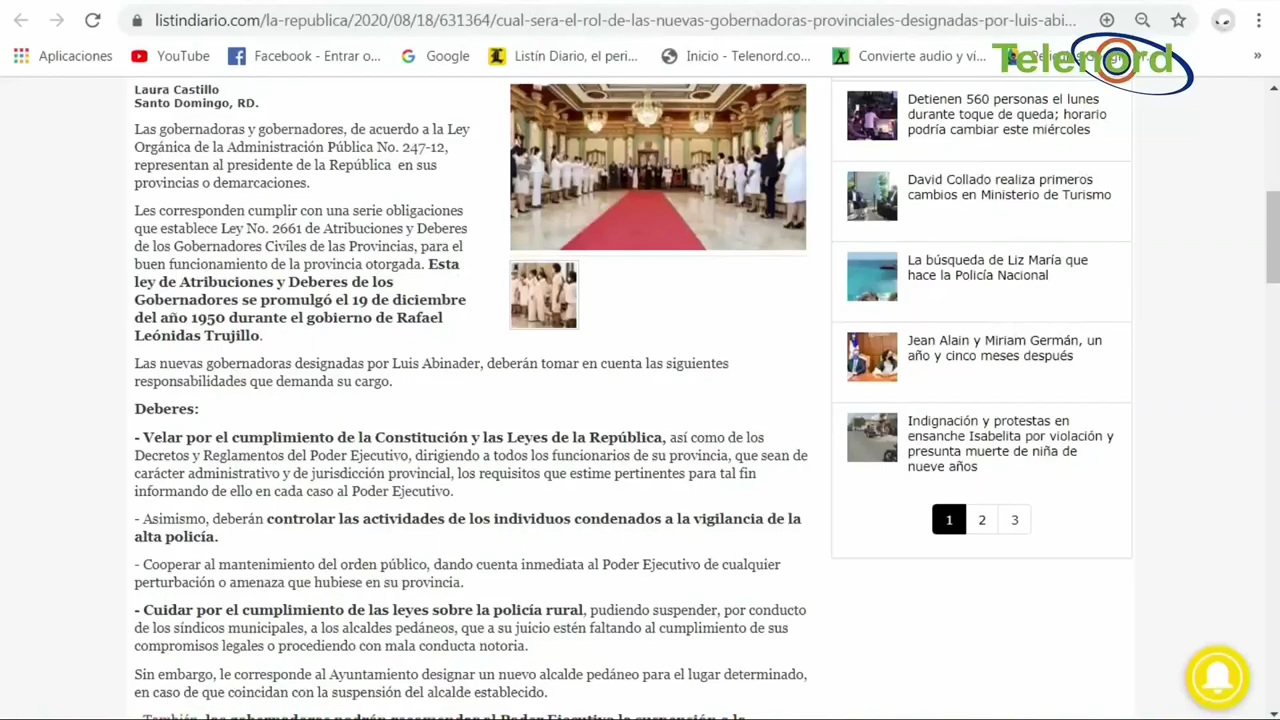 listindiario.com/la-republica/2020/08/18/631364/cual-sera-el-rol-de-las-nuevas-gobernadoras-provinciales-designadas-por-luis-abi...
Aplicaciones
YouTube
Facebook - Entrar o...
Google
Listín Diario, el peri...
Inicio - Telenord.co...
Convierte audio y ví...
»
Telenord
Laura Castillo
Santo Domingo, RD.
Las gobernadoras y gobernadores, de acuerdo a la Ley
Orgánica de la Administración Pública No. 247-12,
representan al presidente de la República en sus
provincias o demarcaciones.
Les corresponden cumplir con una serie obligaciones
que establece Ley No. 2661 de Atribuciones y Deberes
de los Gobernadores Civiles de las Provincias, para el
buen funcionamiento de la provincia otorgada. Esta
ley de Atribuciones y Deberes de los
Gobernadores se promulgó el 19 de diciembre
del año 1950 durante el gobierno de Rafael
Leónidas Trujillo.
Las nuevas gobernadoras designadas por Luis Abinader, deberán tomar en cuenta las siguientes
responsabilidades que demanda su cargo.
Deberes:
- Velar por el cumplimiento de la Constitución y las Leyes de la República, así como de los
Decretos y Reglamentos del Poder Ejecutivo, dirigiendo a todos los funcionarios de su provincia, que sean de
carácter administrativo y de jurisdicción provincial, los requisitos que estime pertinentes para tal fin
informando de ello en cada caso al Poder Ejecutivo.
- Asimismo, deberán controlar las actividades de los individuos condenados a la vigilancia de la
alta policía.
- Cooperar al mantenimiento del orden público, dando cuenta inmediata al Poder Ejecutivo de cualquier
perturbación o amenaza que hubiese en su provincia.
- Cuidar por el cumplimiento de las leyes sobre la policía rural, pudiendo suspender, por conducto
de los síndicos municipales, a los alcaldes pedáneos, que a su juicio estén faltando al cumplimiento de sus
compromisos legales o procediendo con mala conducta notoria.
Sin embargo, le corresponde al Ayuntamiento designar un nuevo alcalde pedáneo para el lugar determinado,
en caso de que coincidan con la suspensión del alcalde establecido.
- También, los gobernadores podrán recomendar al Poder Ejecutivo la suspensión o la
Detienen 560 personas el lunes
durante toque de queda; horario
podría cambiar este miércoles
David Collado realiza primeros
cambios en Ministerio de Turismo
La búsqueda de Liz María que
hace la Policía Nacional
Jean Alain y Miriam Germán, un
año y cinco meses después
Indignación y protestas en
ensanche Isabelita por violación y
presunta muerte de niña de
nueve años
1 2 3